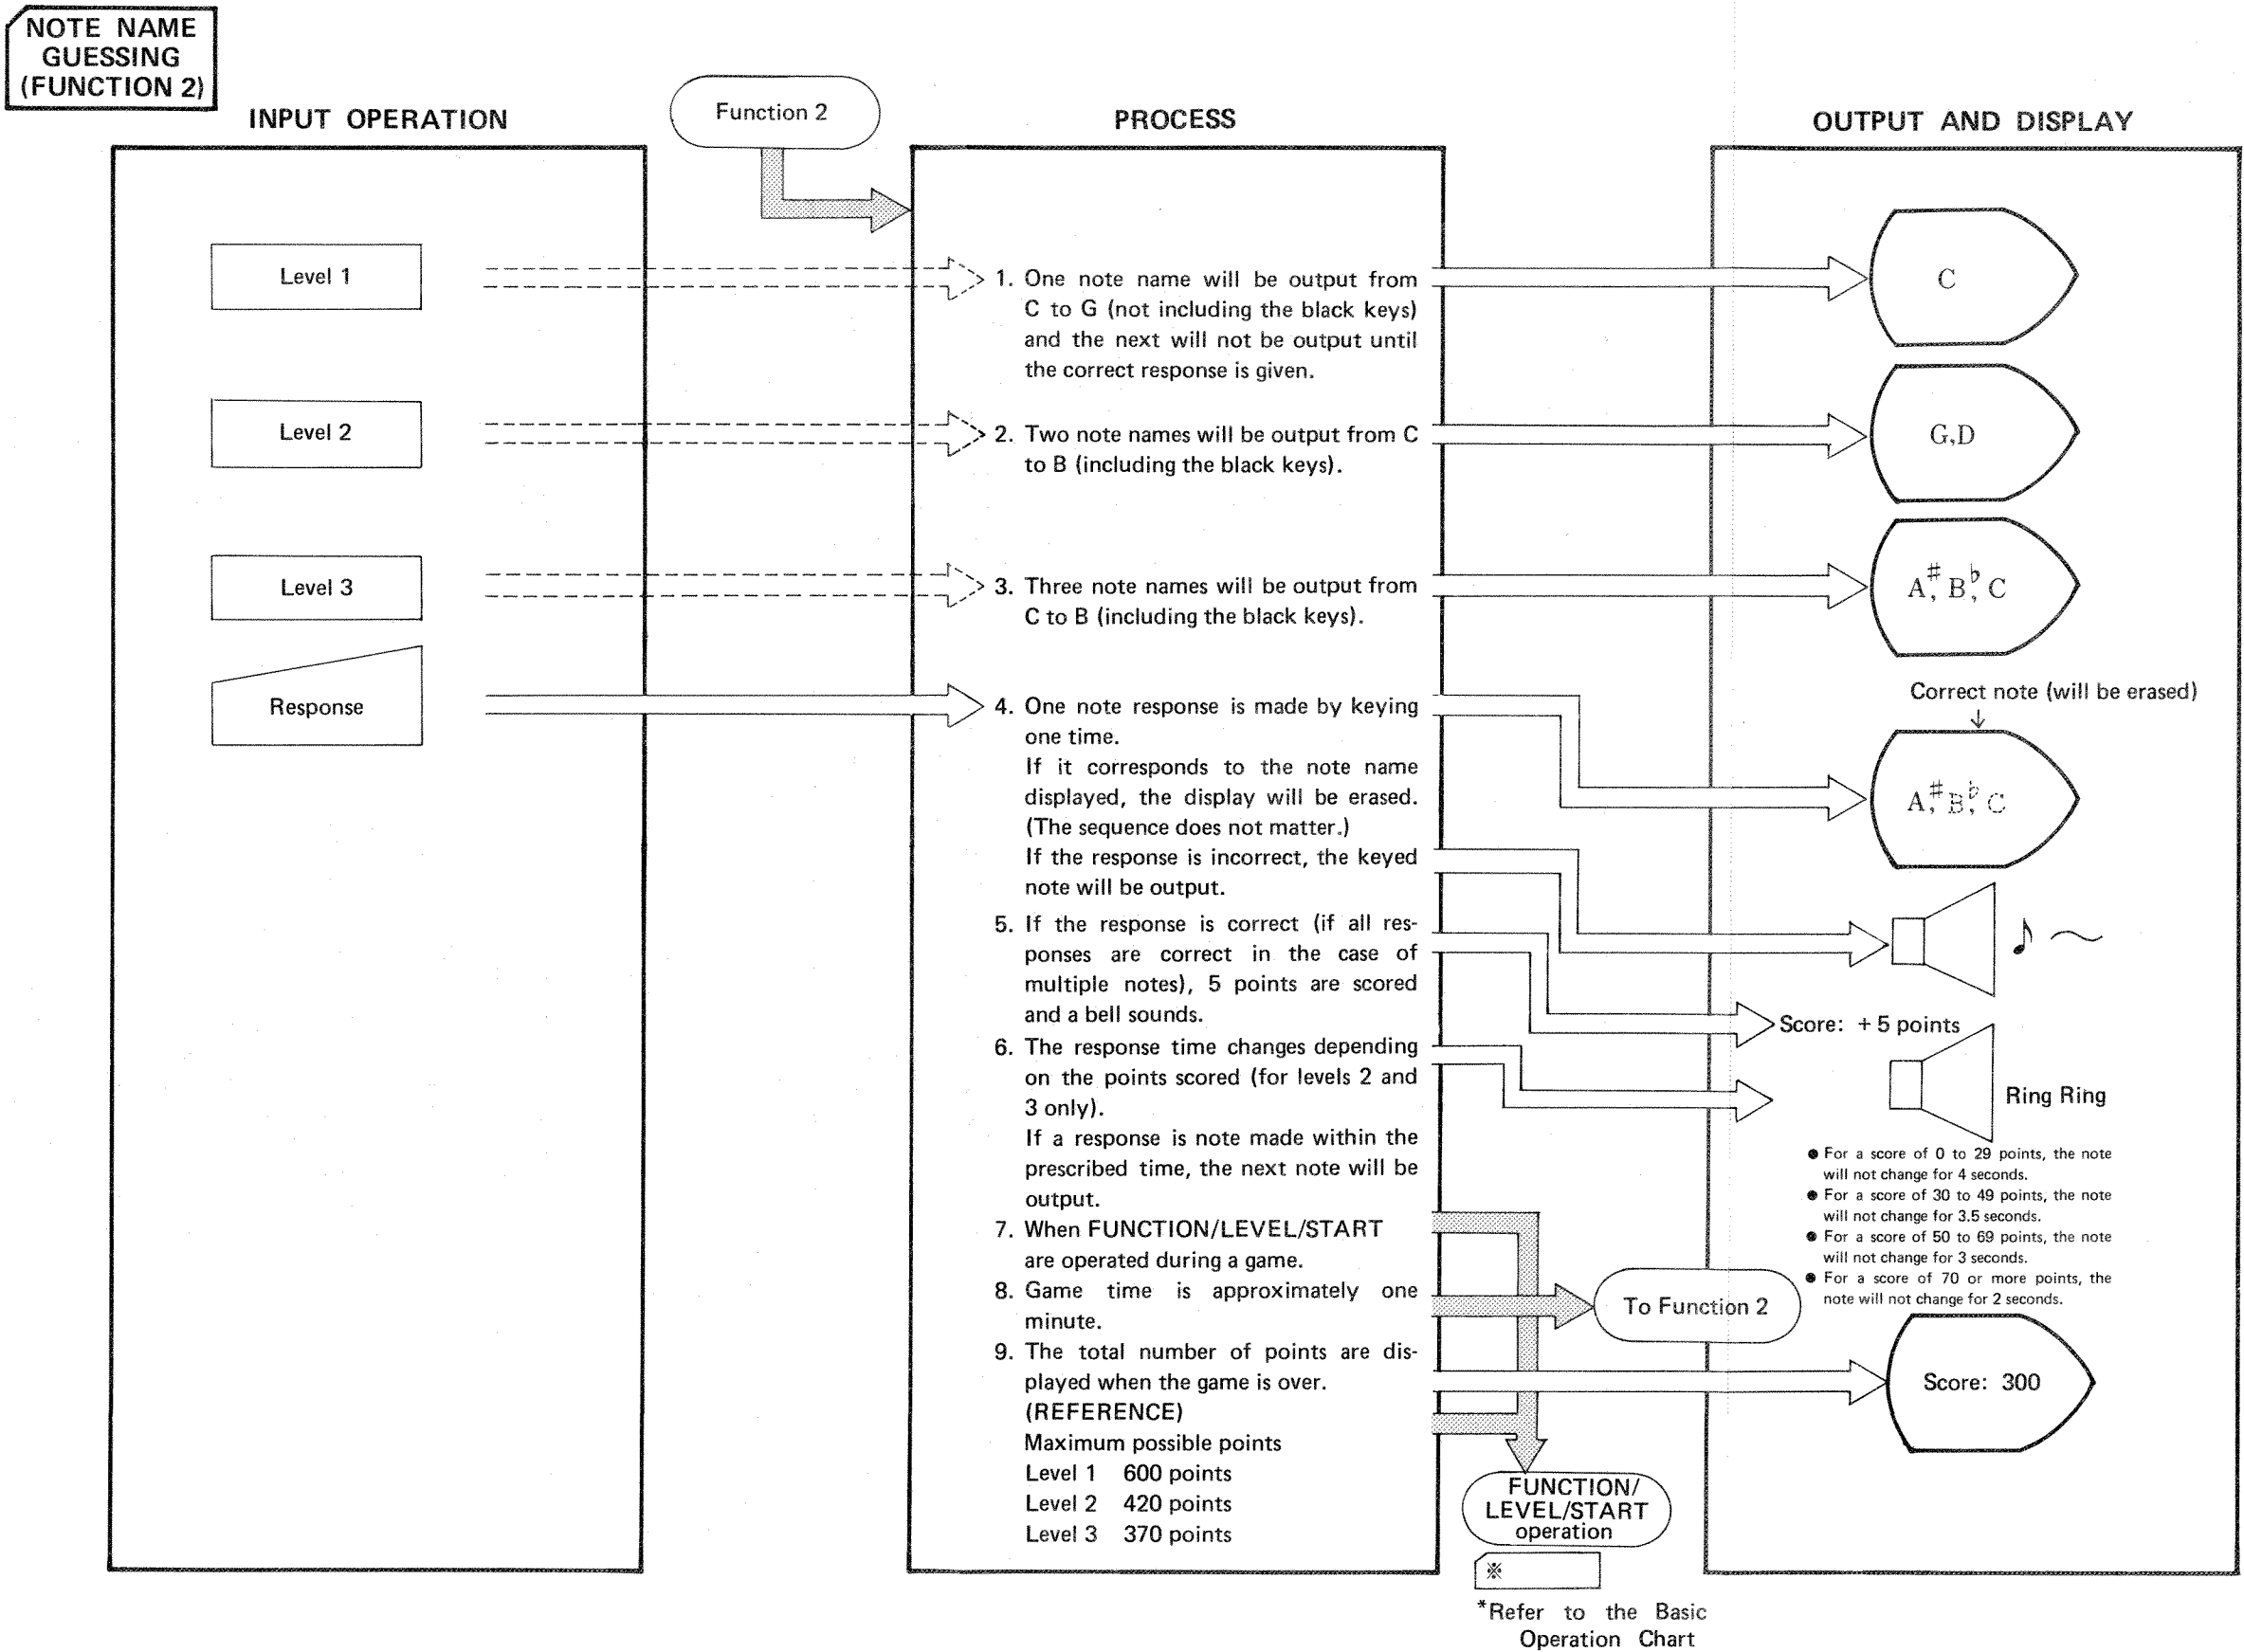 NOTE NAME
GUESSING
(FUNCTION 2)
INPUT OPERATION
Function 2
PROCESS
OUTPUT AND DISPLAY
Level 1
1. One note name will be output from
C to G (not including the black keys)
and the next will not be output until
the correct response is given.
C
Level 2
2. Two note names will be output from C
to B (including the black keys).
G,D
Level 3
3. Three note names will be output from
C to B (including the black keys).
A♯, B♭, C
Response
4. One note response is made by keying
one time.
If it corresponds to the note name
displayed, the display will be erased.
(The sequence does not matter.)
If the response is incorrect, the keyed
note will be output.
Correct note (will be erased)
↓
A♯, B♭, C
♪ ～
5. If the response is correct (if all res-
ponses are correct in the case of
multiple notes), 5 points are scored
and a bell sounds.
Score: + 5 points
6. The response time changes depending
on the points scored (for levels 2 and
3 only).
If a response is note made within the
prescribed time, the next note will be
output.
Ring Ring
● For a score of 0 to 29 points, the note
will not change for 4 seconds.
● For a score of 30 to 49 points, the note
will not change for 3.5 seconds.
● For a score of 50 to 69 points, the note
will not change for 3 seconds.
● For a score of 70 or more points, the
note will not change for 2 seconds.
7. When FUNCTION/LEVEL/START
are operated during a game.
8. Game time is approximately one
minute.
To Function 2
9. The total number of points are dis-
played when the game is over.
Score: 300
(REFERENCE)
Maximum possible points
Level 1 600 points
Level 2 420 points
Level 3 370 points
FUNCTION/
LEVEL/START
operation
※
*Refer to the Basic
Operation Chart